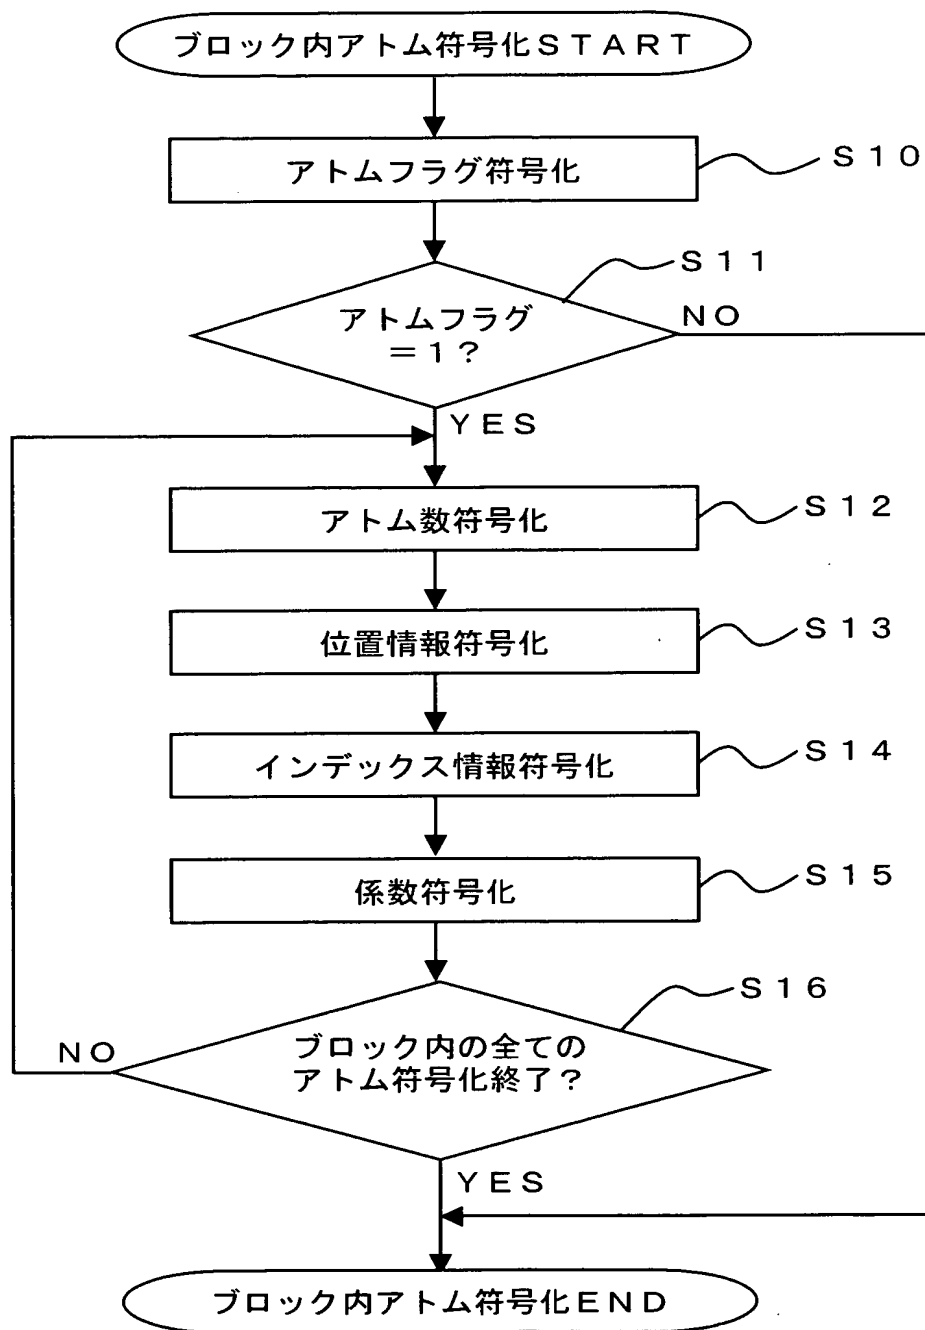 ブロック内アトム符号化START
アトムフラグ符号化
S10
S11
アトムフラグ
=1?
NO
YES
アトム数符号化
S12
位置情報符号化
S13
インデックス情報符号化
S14
係数符号化
S15
S16
ブロック内の全ての
アトム符号化終了?
NO
YES
ブロック内アトム符号化END